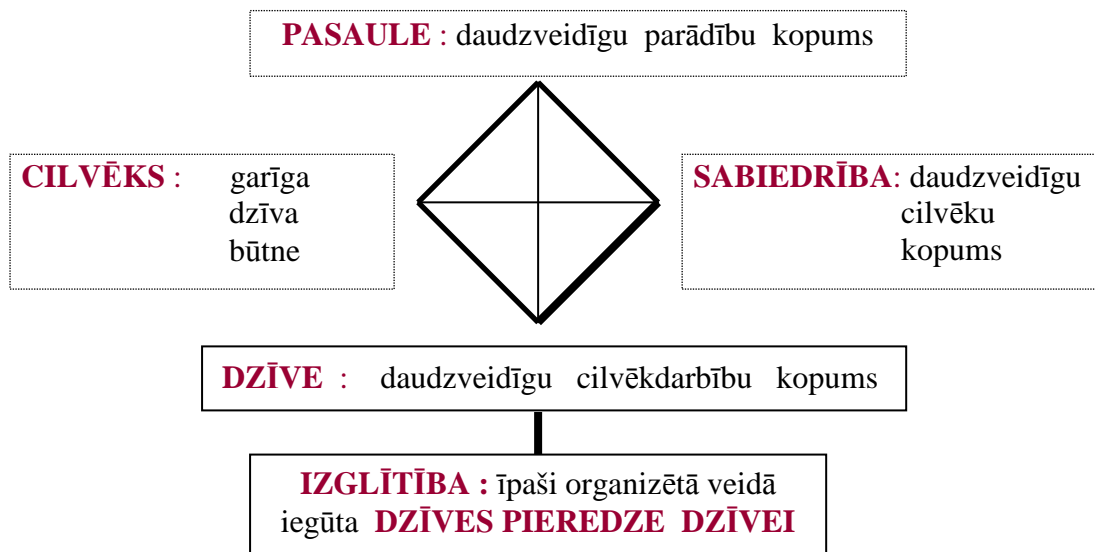 PASAULE : daudzveidīgu parādību kopums
CILVĒKS : garīga
dzīva
būtne
SABIEDRĪBA: daudzveidīgu
cilvēku
kopums
DZĪVE : daudzveidīgu cilvēkdarbību kopums
IZGLĪTĪBA : īpaši organizētā veidā
iegūta DZĪVES PIEREDZE DZĪVEI